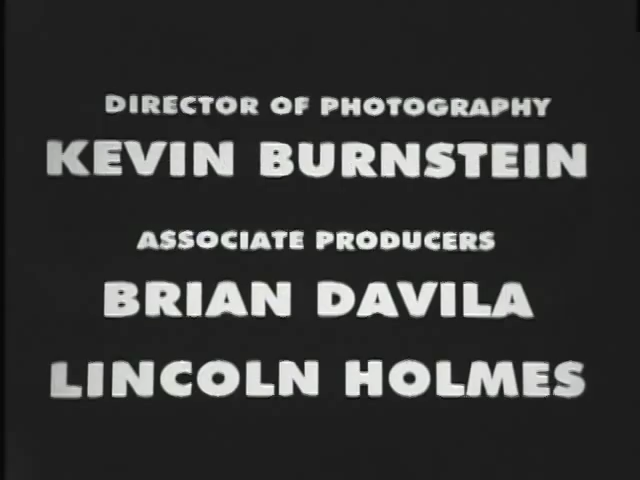 DIRECTOR OF PHOTOGRAPHY
KEVIN BURNSTEIN
ASSOCIATE PRODUCERS
BRIAN DAVILA
LINCOLN HOLMES